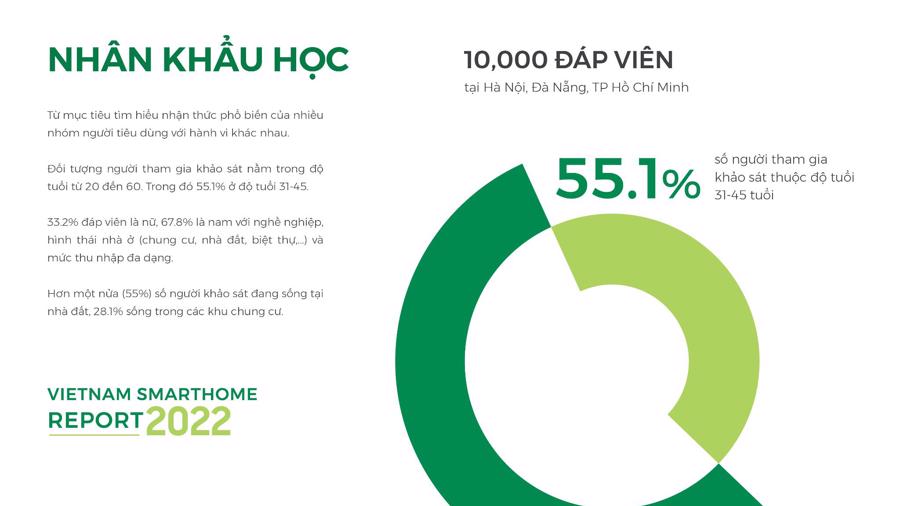 NHÂN KHẨU HỌC
Từ mục tiêu tìm hiểu nhận thức phổ biến của nhiều
nhóm người tiêu dùng với hành vi khác nhau.
Đối tượng người tham gia khảo sát nằm trong độ
tuổi từ 20 đến 60. Trong đó 55.1% ở độ tuổi 31-45.
33.2% đáp viên là nữ, 67.8% là nam với nghề nghiệp,
hình thái nhà ở (chung cư, nhà đất, biệt thự,...) và
mức thu nhập đa dạng.
Hơn một nửa (55%) số người khảo sát đang sống tại
nhà đất, 28.1% sống trong các khu chung cư.
VIETNAM SMARTHOME
REPORT 2022
10,000 ĐÁP VIÊN
tại Hà Nội, Đà Nẵng, TP Hồ Chí Minh
55.1%
số người tham gia
khảo sát thuộc độ tuổi
31-45 tuổi